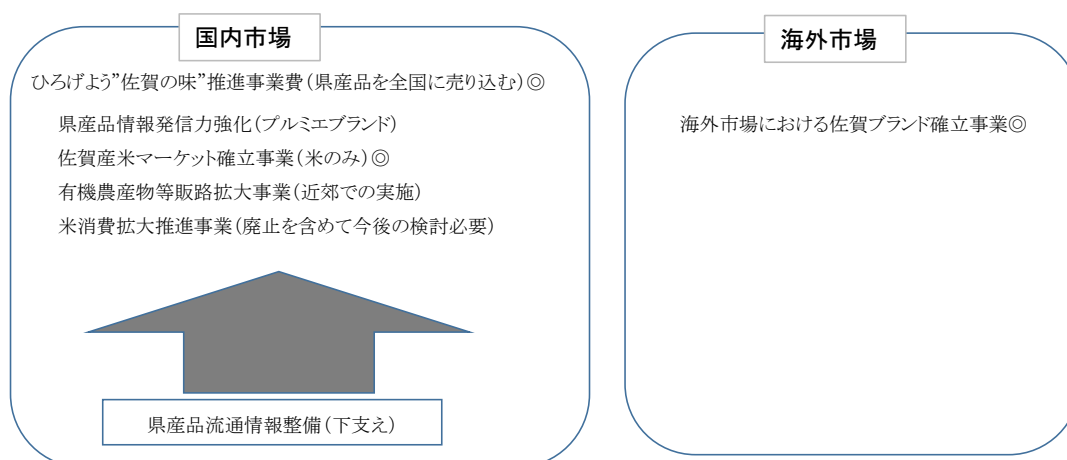 国内市場
ひろげよう”佐賀の味”推進事業費(県産品を全国に売り込む)◎
県産品情報発信力強化(プルミエブランド)
佐賀産米マーケット確立事業(米のみ)◎
有機農産物等販路拡大事業(近郊での実施)
米消費拡大推進事業(廃止を含めて今後の検討必要)
県産品流通情報整備(下支え)
海外市場
海外市場における佐賀ブランド確立事業◎